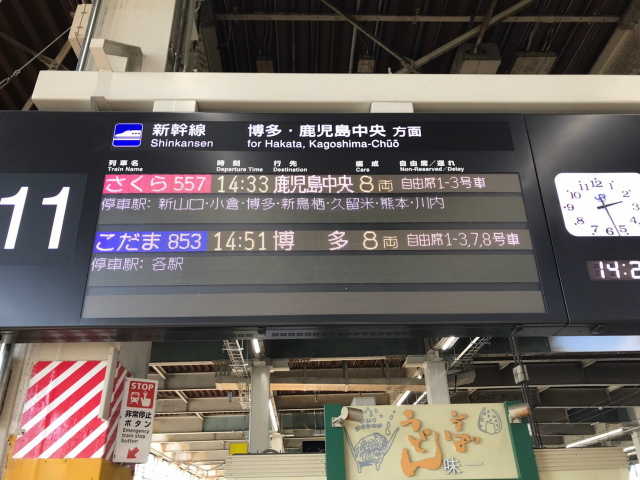 新幹線
Shinkansen
博多・鹿児島中央 方面
for Hakata, Kagoshima-Chūō
列車名 時刻 行先 編成 自由席/遅れ
Train Name Departure Time Destination Cars Non-Reserved/Delay
さくら 557 14:33 鹿児島中央 8両 自由席1-3号車
停車駅: 新山口・小倉・博多・新鳥栖・久留米・熊本・川内
こだま 853 14:51 博多 8両 自由席1-3,7,8号車
停車駅: 各駅
11
14:2
STOP
非常停止
ボタン
Emergency
train stop
button
うどん
味一